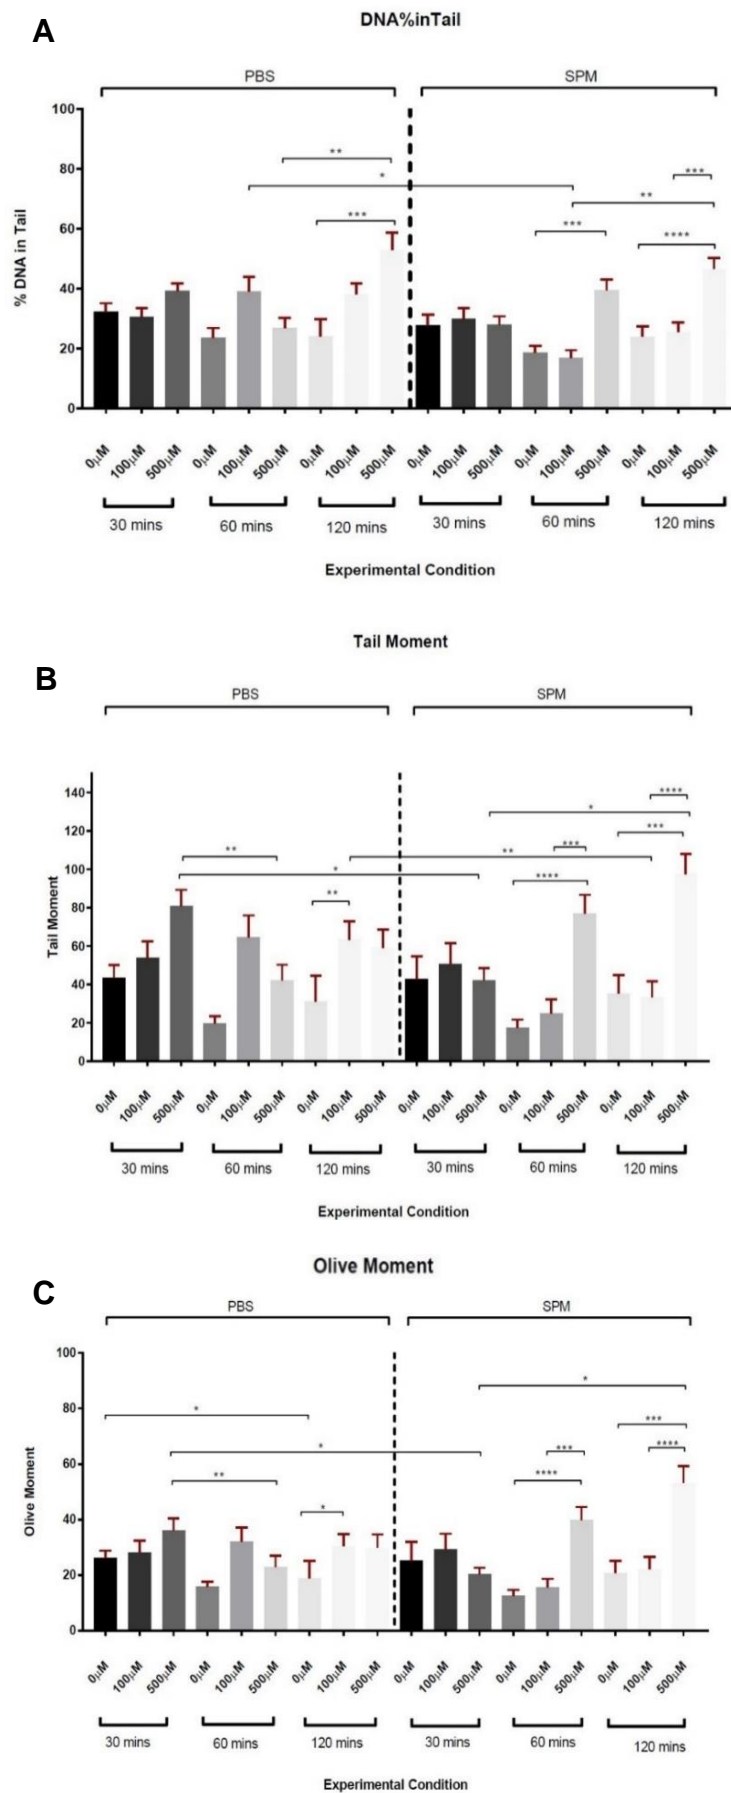 A
DNA%inTail
PBS SPM
100
80
60
40
20
0
% DNA in Tail
** * *** *** ** *** ****
0µM 100µM 500µM 0µM 100µM 500µM 0µM 100µM 500µM 0µM 100µM 500µM 0µM 100µM 500µM 0µM 100µM 500µM
30 mins 60 mins 120 mins 30 mins 60 mins 120 mins
Experimental Condition
Tail Moment
B
PBS SPM
140
120
100
80
60
40
20
0
Tail Moment
** * ** ** *** **** * *** ****
0µM 100µM 500µM 0µM 100µM 500µM 0µM 100µM 500µM 0µM 100µM 500µM 0µM 100µM 500µM 0µM 100µM 500µM
30 mins 60 mins 120 mins 30 mins 60 mins 120 mins
Experimental Condition
Olive Moment
C
PBS SPM
100
80
60
40
20
0
Olive Moment
* * ** * *** **** * *** ****
0µM 100µM 500µM 0µM 100µM 500µM 0µM 100µM 500µM 0µM 100µM 500µM 0µM 100µM 500µM 0µM 100µM 500µM
30 mins 60 mins 120 mins 30 mins 60 mins 120 mins
Experimental Condition